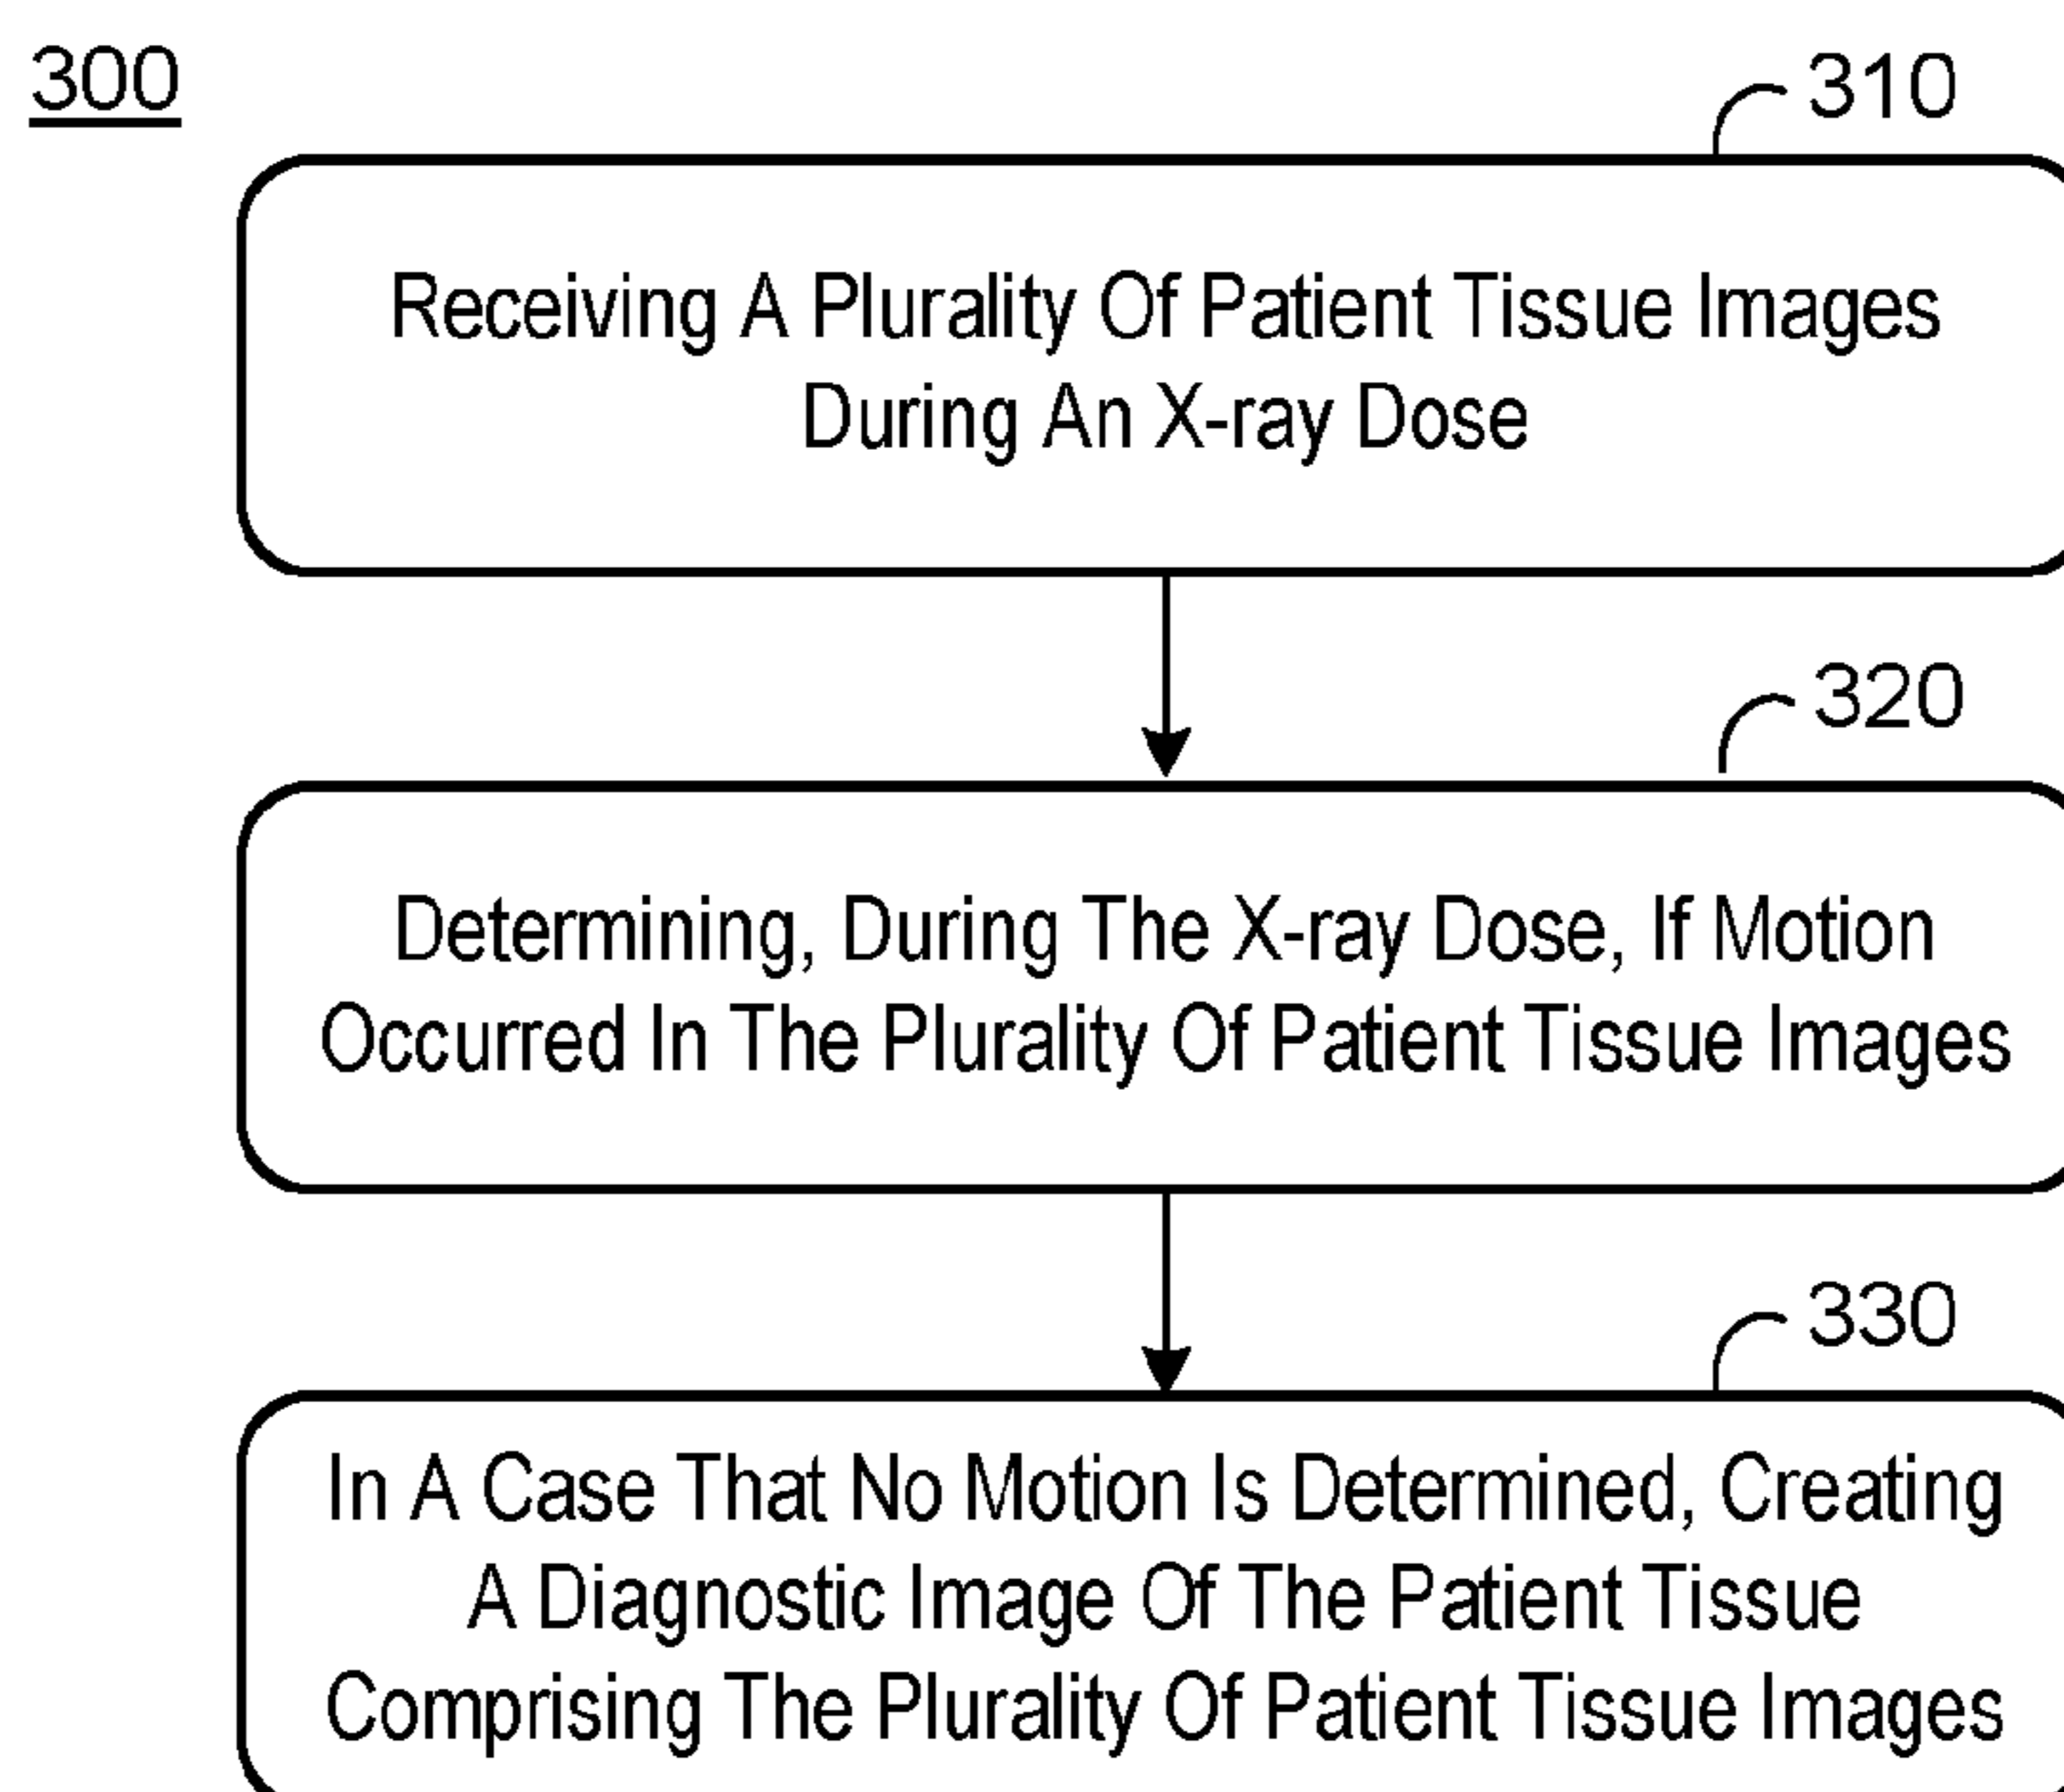 300
310
Receiving A Plurality Of Patient Tissue Images
During An X-ray Dose
320
Determining, During The X-ray Dose, If Motion
Occurred In The Plurality Of Patient Tissue Images
330
In A Case That No Motion Is Determined, Creating
A Diagnostic Image Of The Patient Tissue
Comprising The Plurality Of Patient Tissue Images